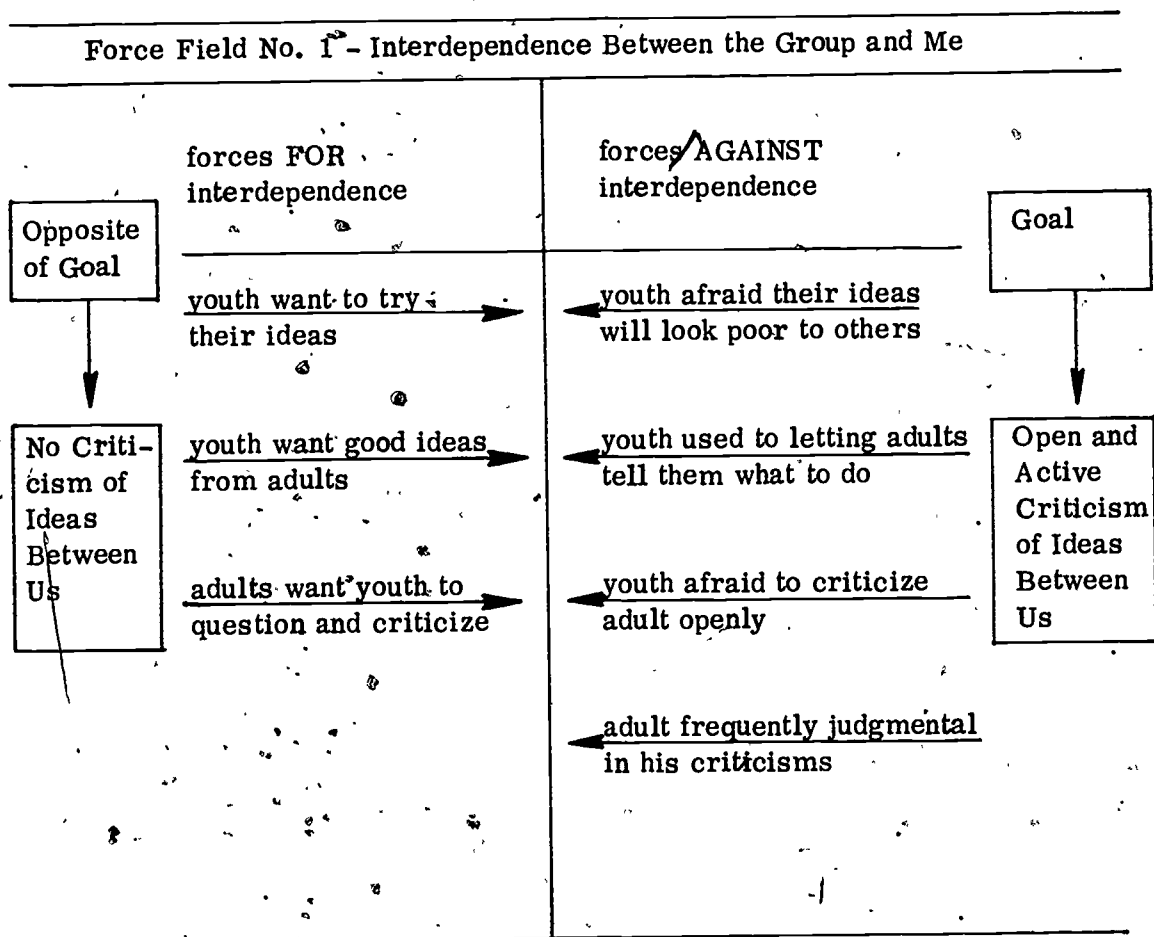 Force Field No. 1 - Interdependence Between the Group and Me
forces FOR
interdependence
forces AGAINST
interdependence
Opposite
of Goal
Goal
youth want to try
their ideas
youth afraid their ideas
will look poor to others
No Criti-
cism of
Ideas
Between
Us
youth want good ideas
from adults
youth used to letting adults
tell them what to do
Open and
Active
Criticism
of Ideas
Between
Us
adults want youth to
question and criticize
youth afraid to criticize
adult openly
adult frequently judgmental
in his criticisms